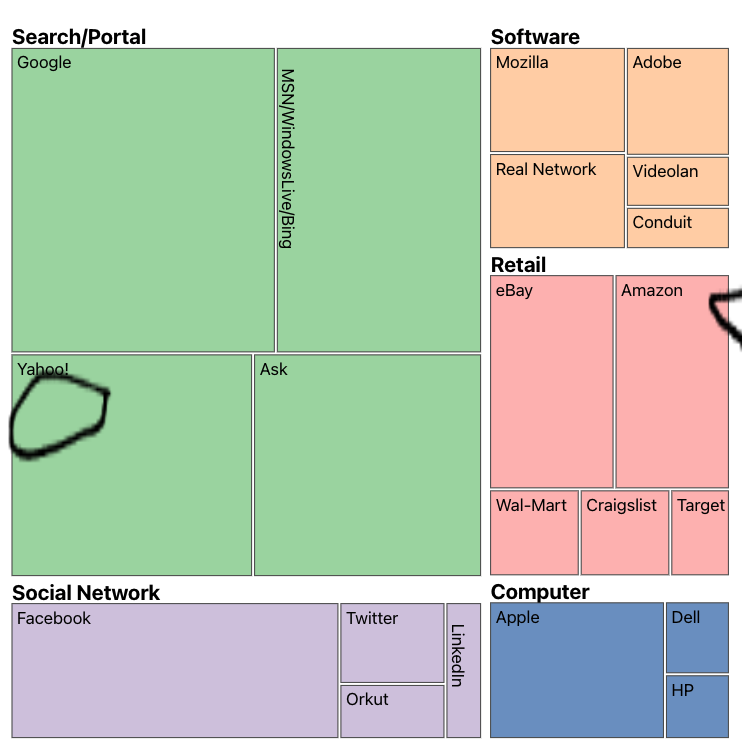 Search/Portal
Google
MSN/WindowsLive/Bing
Yahoo!
Ask
Software
Mozilla
Adobe
Real Network
Videolan
Conduit
Retail
eBay
Amazon
Wal-Mart
Craigslist
Target
Social Network
Facebook
Twitter
LinkedIn
Orkut
Computer
Apple
Dell
HP